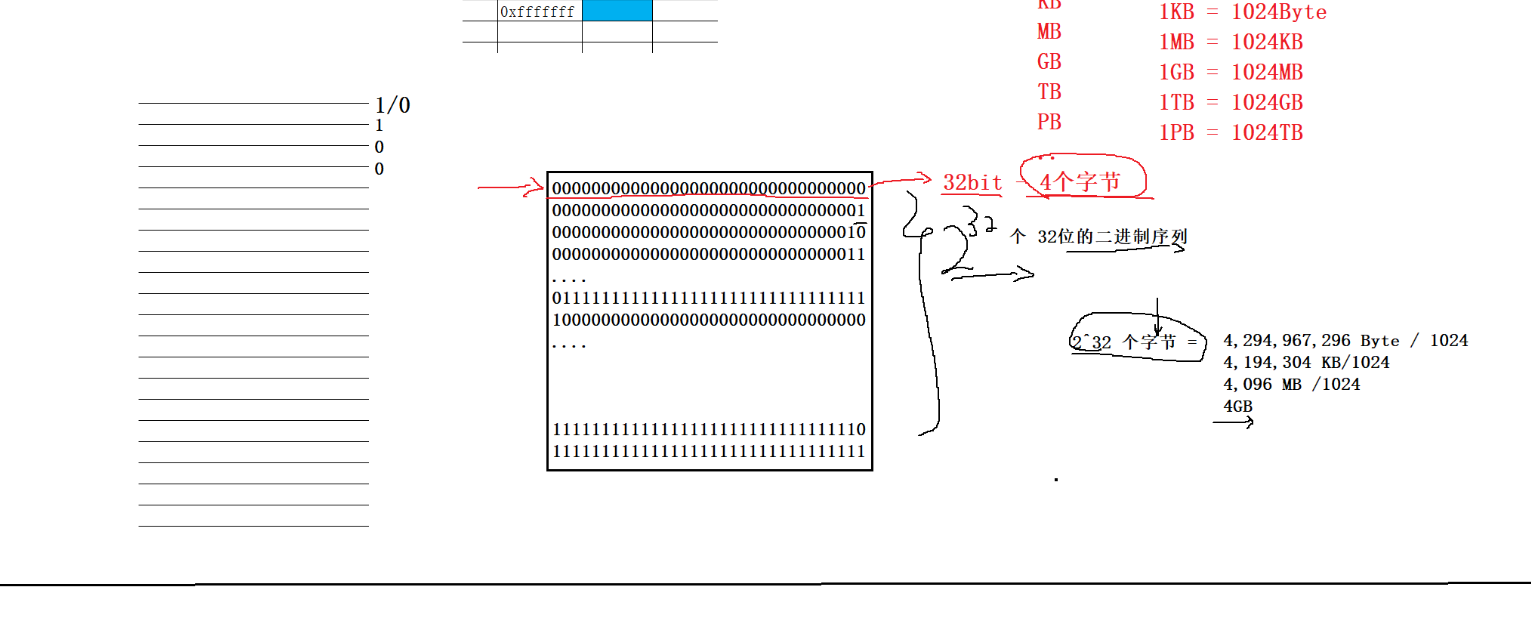 0xfffffff
KB
MB
GB
TB
PB
1KB = 1024Byte
1MB = 1024KB
1GB = 1024MB
1TB = 1024GB
1PB = 1024TB
1/0
1
0
0
00000000000000000000000000000000
00000000000000000000000000000001
00000000000000000000000000000010
00000000000000000000000000000011
....
01111111111111111111111111111111
10000000000000000000000000000000
....
11111111111111111111111111111110
11111111111111111111111111111111
32bit - 4个字节
2^32 个 32位的二进制序列
2^32 个字节 = 4,294,967,296 Byte / 1024
4,194,304 KB/1024
4,096 MB /1024
4GB